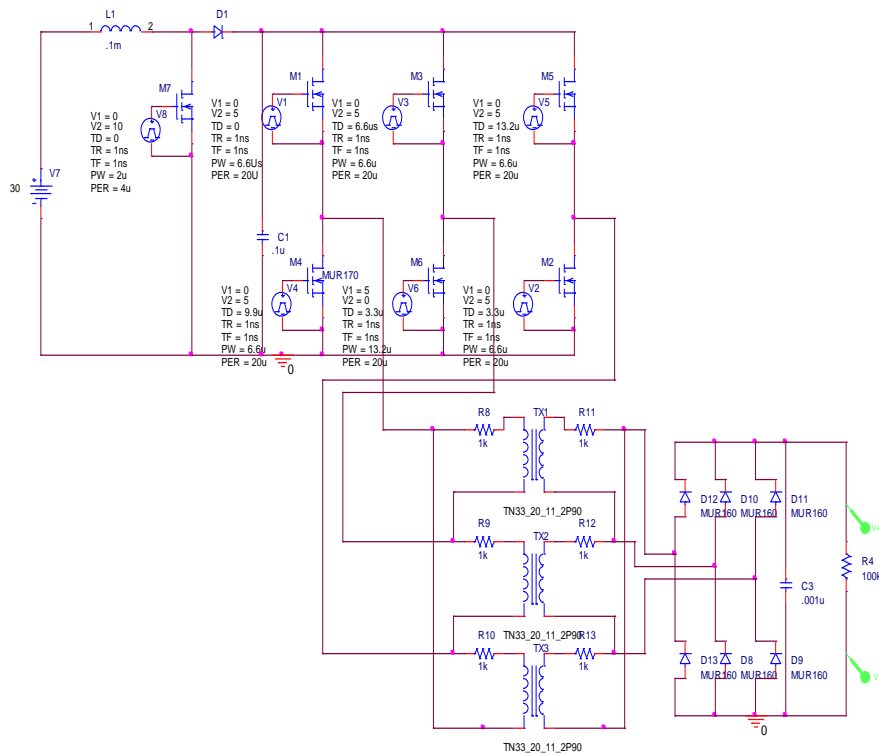 L1
1
2
.1m
D1
M7
V8
V1 = 0
V2 = 10
TD = 0
TR = 1ns
TF = 1ns
PW = 2u
PER = 4u
V7
30
M1
V1
V1 = 0
V2 = 5
TD = 0
TR = 1ns
TF = 1ns
PW = 6.6Us
PER = 20U
M3
V3
V1 = 0
V2 = 5
TD = 6.6us
TR = 1ns
TF = 1ns
PW = 6.6u
PER = 20u
M5
V5
V1 = 0
V2 = 5
TD = 13.2u
TR = 1ns
TF = 1ns
PW = 6.6u
PER = 20u
C1
.1u
M4
MUR170
V4
V1 = 0
V2 = 5
TD = 9.9u
TR = 1ns
TF = 1ns
PW = 6.6u
PER = 20u
M6
V6
V1 = 5
V2 = 0
TD = 3.3u
TR = 1ns
TF = 1ns
PW = 13.2u
PER = 20u
M2
V2
V1 = 0
V2 = 5
TD = 3.3u
TR = 1ns
TF = 1ns
PW = 6.6u
PER = 20u
0
R8
1k
TX1
R11
1k
TN33_20_11_2P90
R9
1k
TX2
R12
1k
TN33_20_11_2P90
R10
1k
TX3
R13
1k
TN33_20_11_2P90
D12
MUR160
D10
MUR160
D11
MUR160
D13
MUR160
D8
MUR160
D9
MUR160
C3
.001u
R4
100k
V+
V-
0